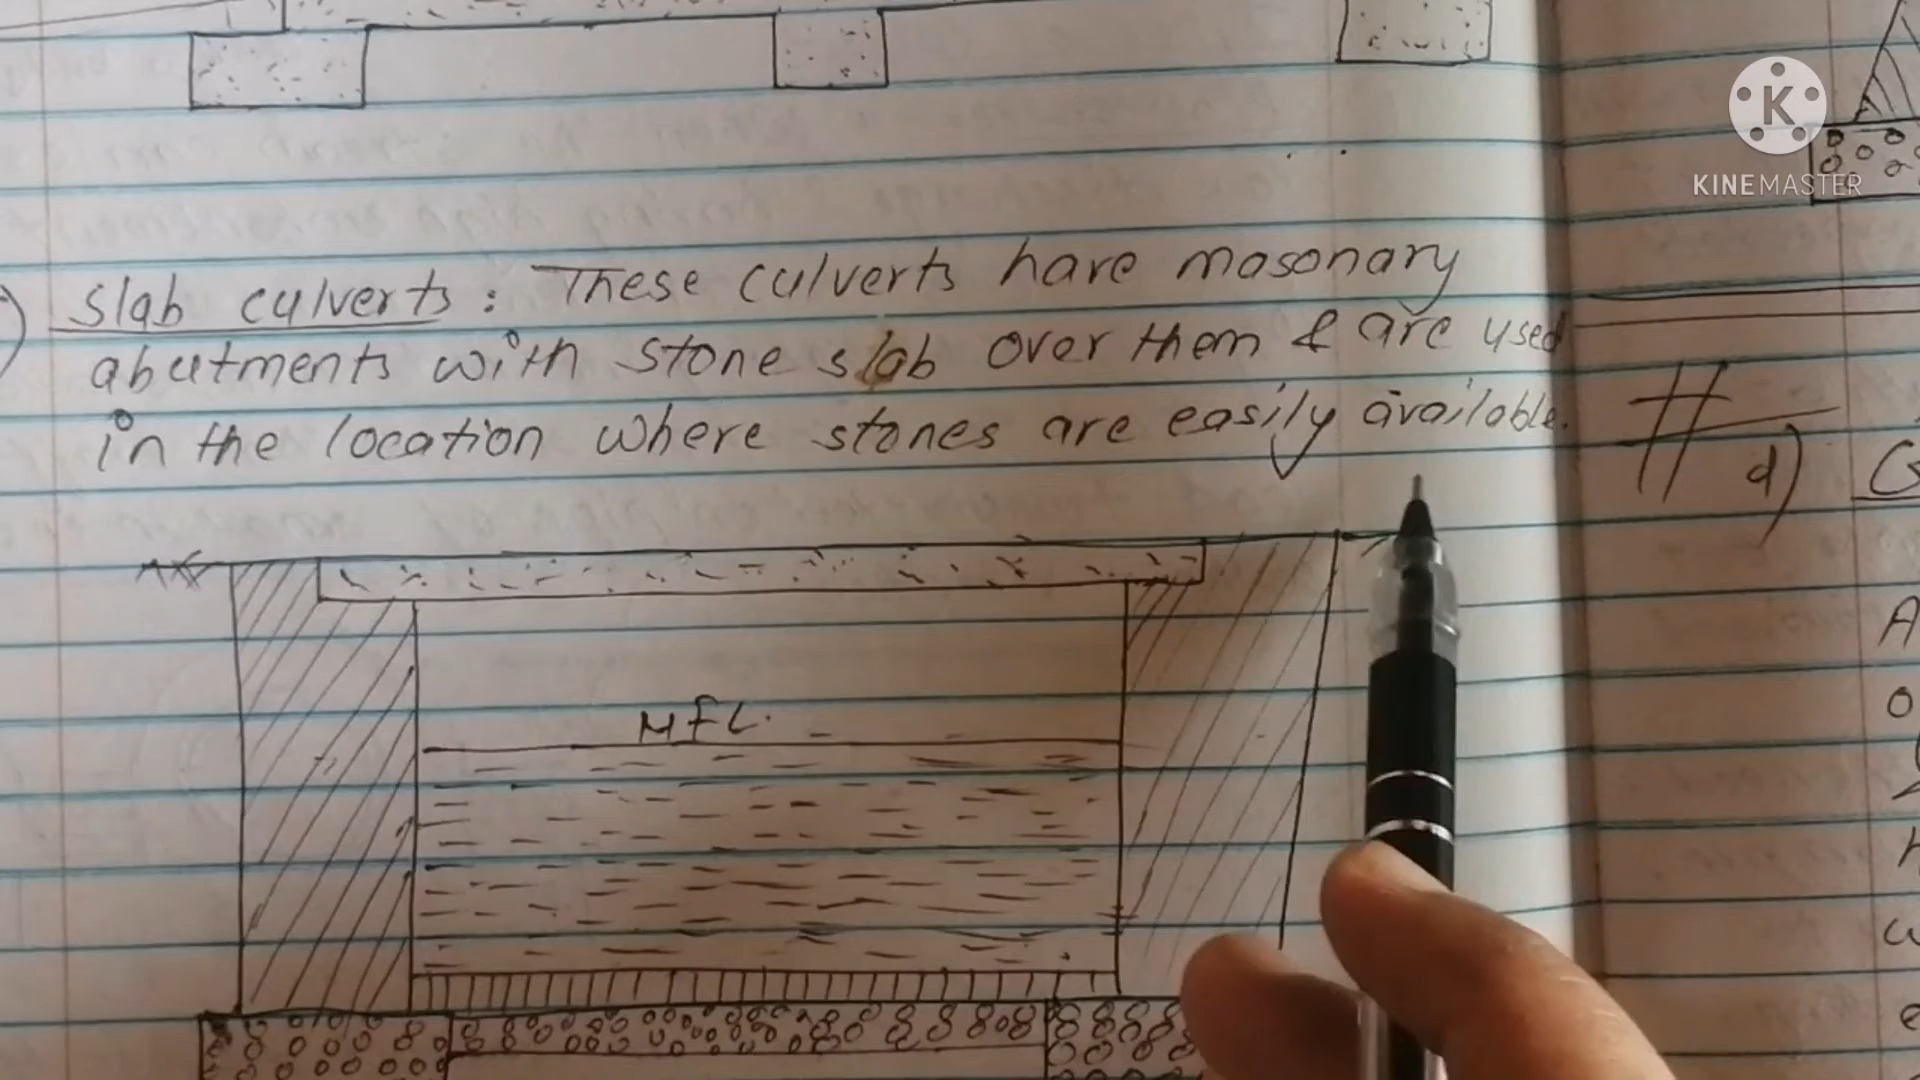 KINEMASTER
) Slab culverts : These culverts have masonary
abutments with stone slab over them & are used
in the location where stones are easily available.
d)
HFL.